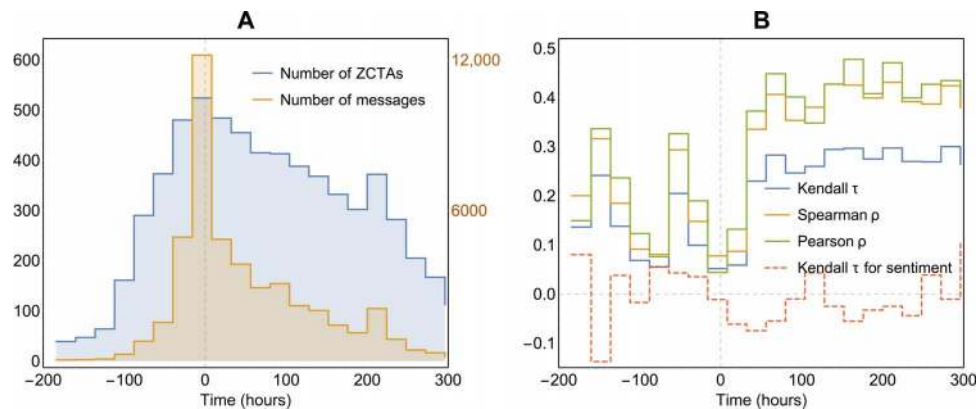 A
600
500
400
300
200
100
0
12,000
6000
Number of ZCTAs
Number of messages
−200 −100 0 100 200 300
Time (hours)
B
0.5
0.4
0.3
0.2
0.1
0.0
−0.1
Kendall τ
Spearman ρ
Pearson ρ
Kendall τ for sentiment
−200 −100 0 100 200 300
Time (hours)